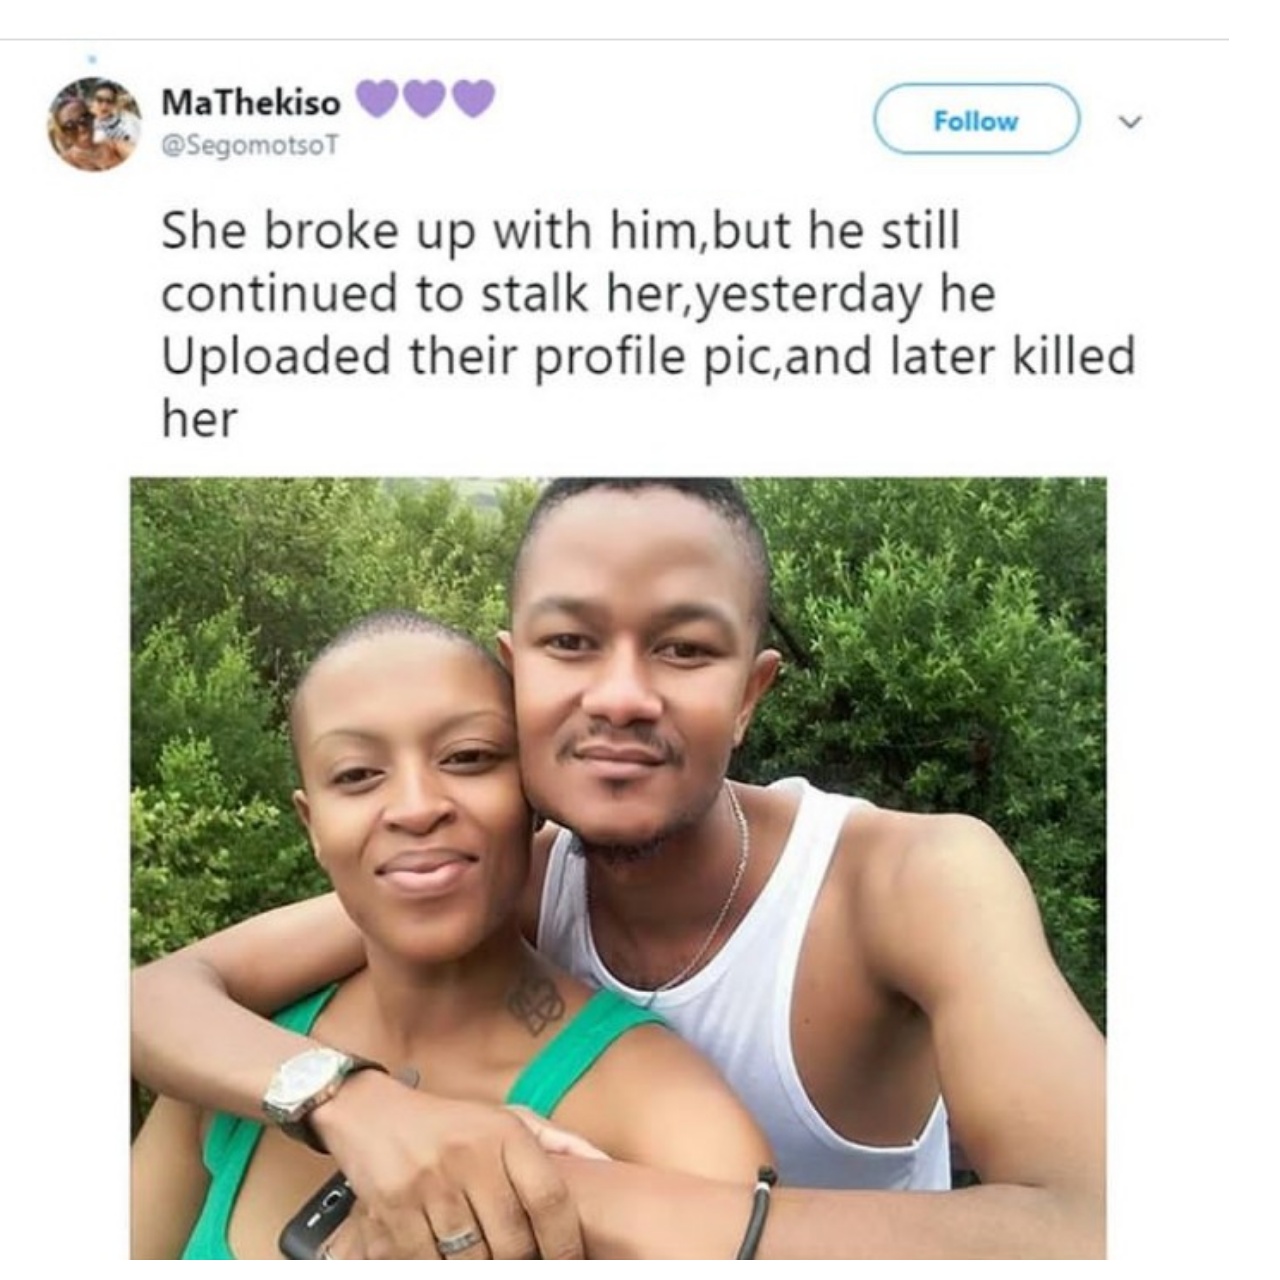 MaThekiso 💜💜💜
Follow
@SegomotsoT
She broke up with him,but he still
continued to stalk her,yesterday he
Uploaded their profile pic,and later killed
her